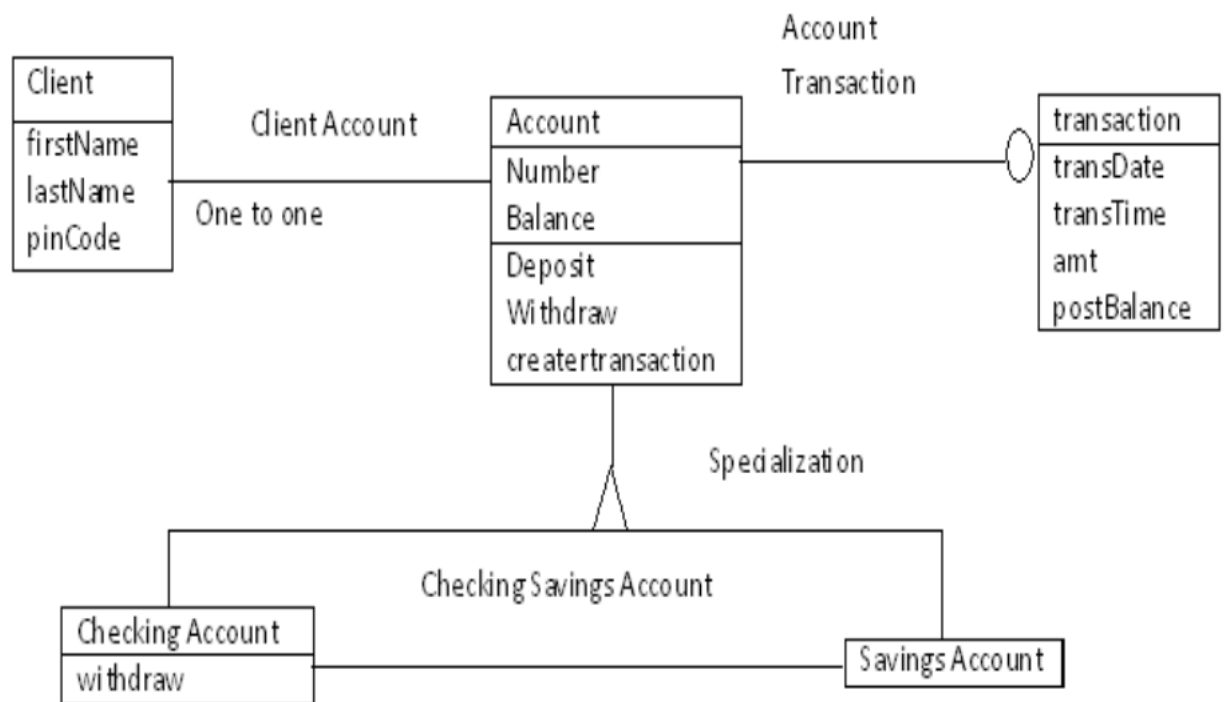 Client
firstName
lastName
pinCode
Client Account
One to one
Account
Number
Balance
Deposit
Withdraw
creatertransaction
Account
Transaction
transaction
transDate
transTime
amt
postBalance
Specialization
Checking Savings Account
Checking Account
withdraw
Savings Account